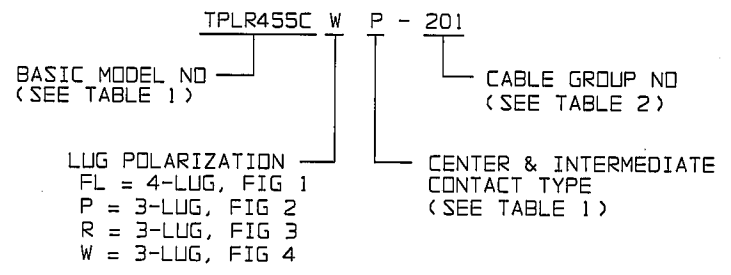 TPLR455C W P - 201
BASIC MODEL NO
(SEE TABLE 1)
CABLE GROUP NO
(SEE TABLE 2)
LUG POLARIZATION
FL = 4-LUG, FIG 1
P = 3-LUG, FIG 2
R = 3-LUG, FIG 3
W = 3-LUG, FIG 4
CENTER & INTERMEDIATE
CONTACT TYPE
(SEE TABLE 1)